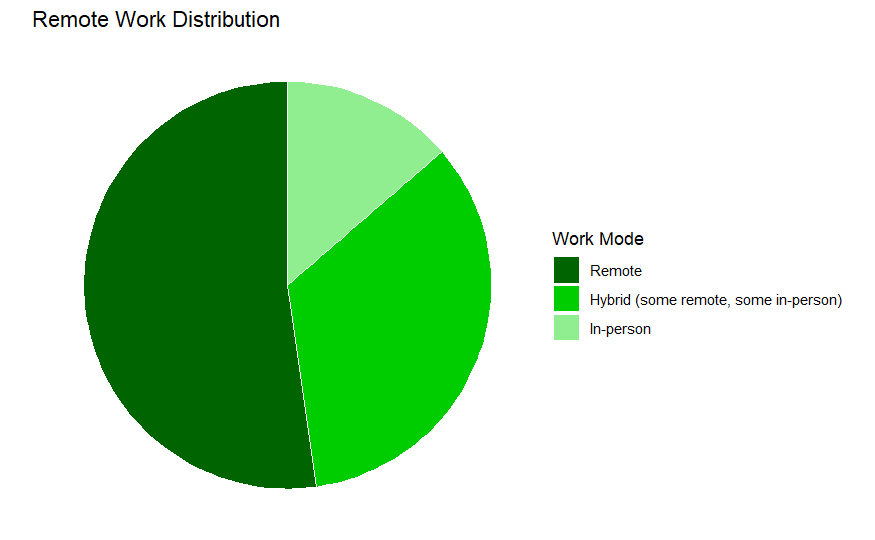 Remote Work Distribution
Work Mode
Remote
Hybrid (some remote, some in-person)
In-person